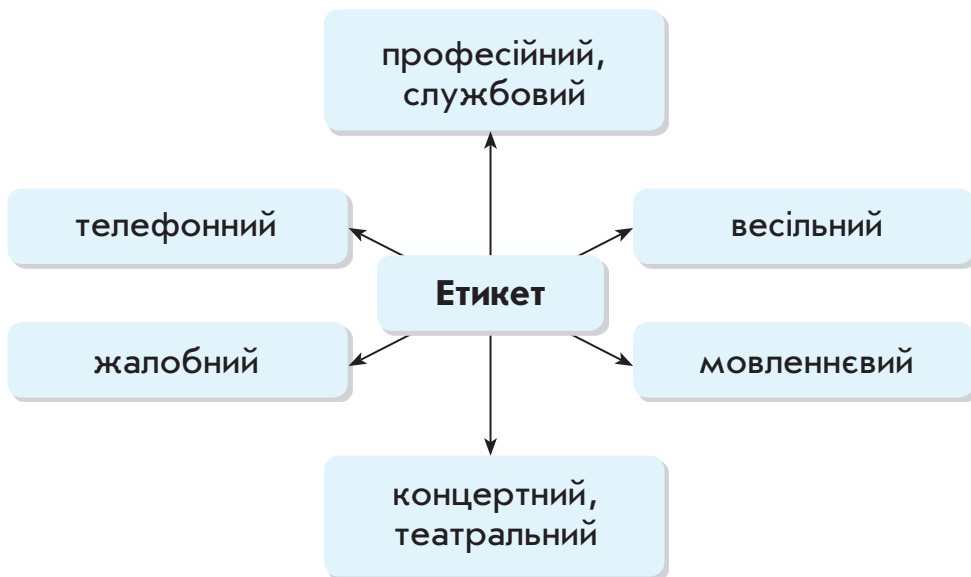 професійний,
службовий
телефонний
весільний
Етикет
жалобний
мовленнєвий
концертний,
театральний